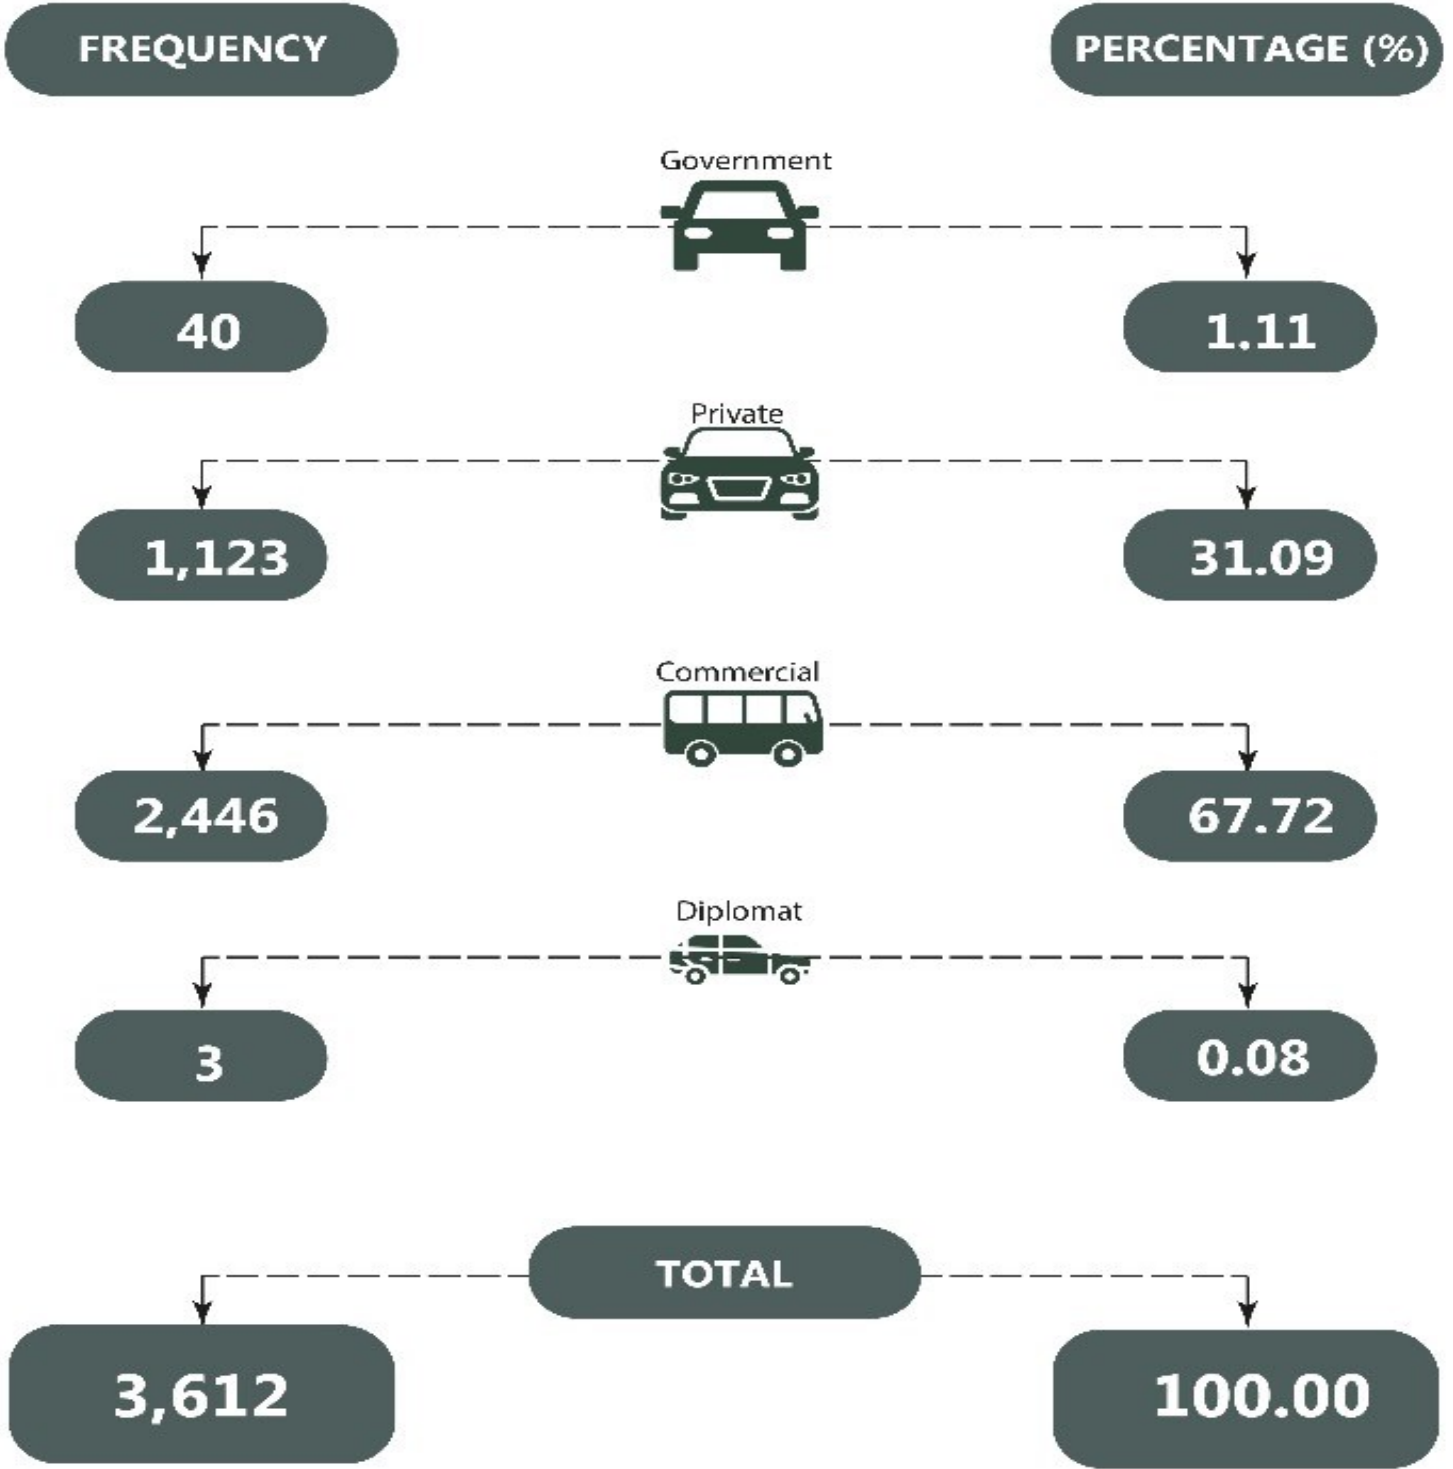 FREQUENCY
PERCENTAGE (%)
Government
40
1.11
Private
1,123
31.09
Commercial
2,446
67.72
Diplomat
3
0.08
TOTAL
3,612
100.00